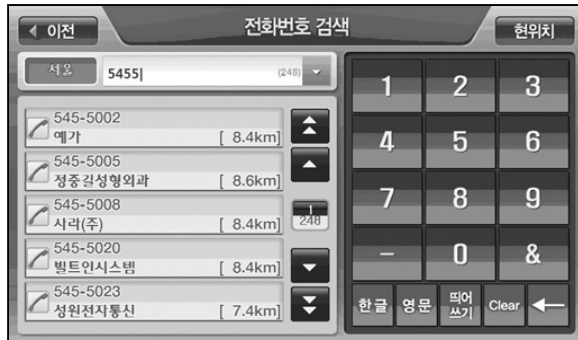 이전
전화번호 검색
현위치
서울
5455
(248)
545-5002
예가 [ 8.4km]
545-5005
정중길성형외과 [ 8.6km]
545-5008
사라(주) [ 8.4km]
545-5020
빌트인시스템 [ 8.4km]
545-5023
성원전자통신 [ 7.4km]
1
248
1 2 3
4 5 6
7 8 9
– 0 &
한글 영문 띄어
쓰기 Clear ←